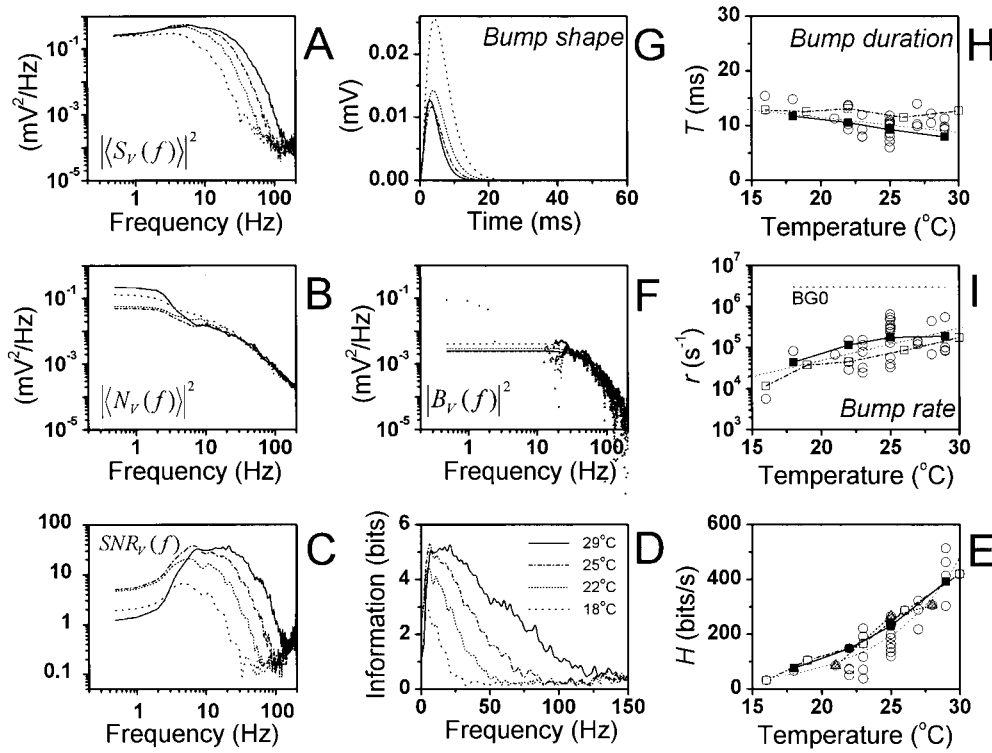 10⁻¹
10⁻²
10⁻³
10⁻⁴
10⁻⁵
(mV²/Hz)
|⟨S_V(f)⟩|²
1 10 100
Frequency (Hz)
A
0.02
0.01
0.00
(mV)
Bump shape
0 20 40 60
Time (ms)
G
30
20
10
0
T (ms)
Bump duration
15 20 25 30
Temperature (°C)
H
10⁻¹
10⁻³
10⁻⁵
(mV²/Hz)
|⟨N_V(f)⟩|²
1 10 100
Frequency (Hz)
B
10⁻¹
10⁻³
10⁻⁵
(mV²/Hz)
|B_V(f)|²
1 10 100
Frequency (Hz)
F
10⁷
10⁶
10⁵
10⁴
10³
r (s⁻¹)
BG0
Bump rate
15 20 25 30
Temperature (°C)
I
100
10
1
0.1
SNR_V(f)
1 10 100
Frequency (Hz)
C
6
4
2
0
Information (bits)
29°C
25°C
22°C
18°C
0 50 100 150
Frequency (Hz)
D
600
400
200
0
H (bits/s)
15 20 25 30
Temperature (°C)
E